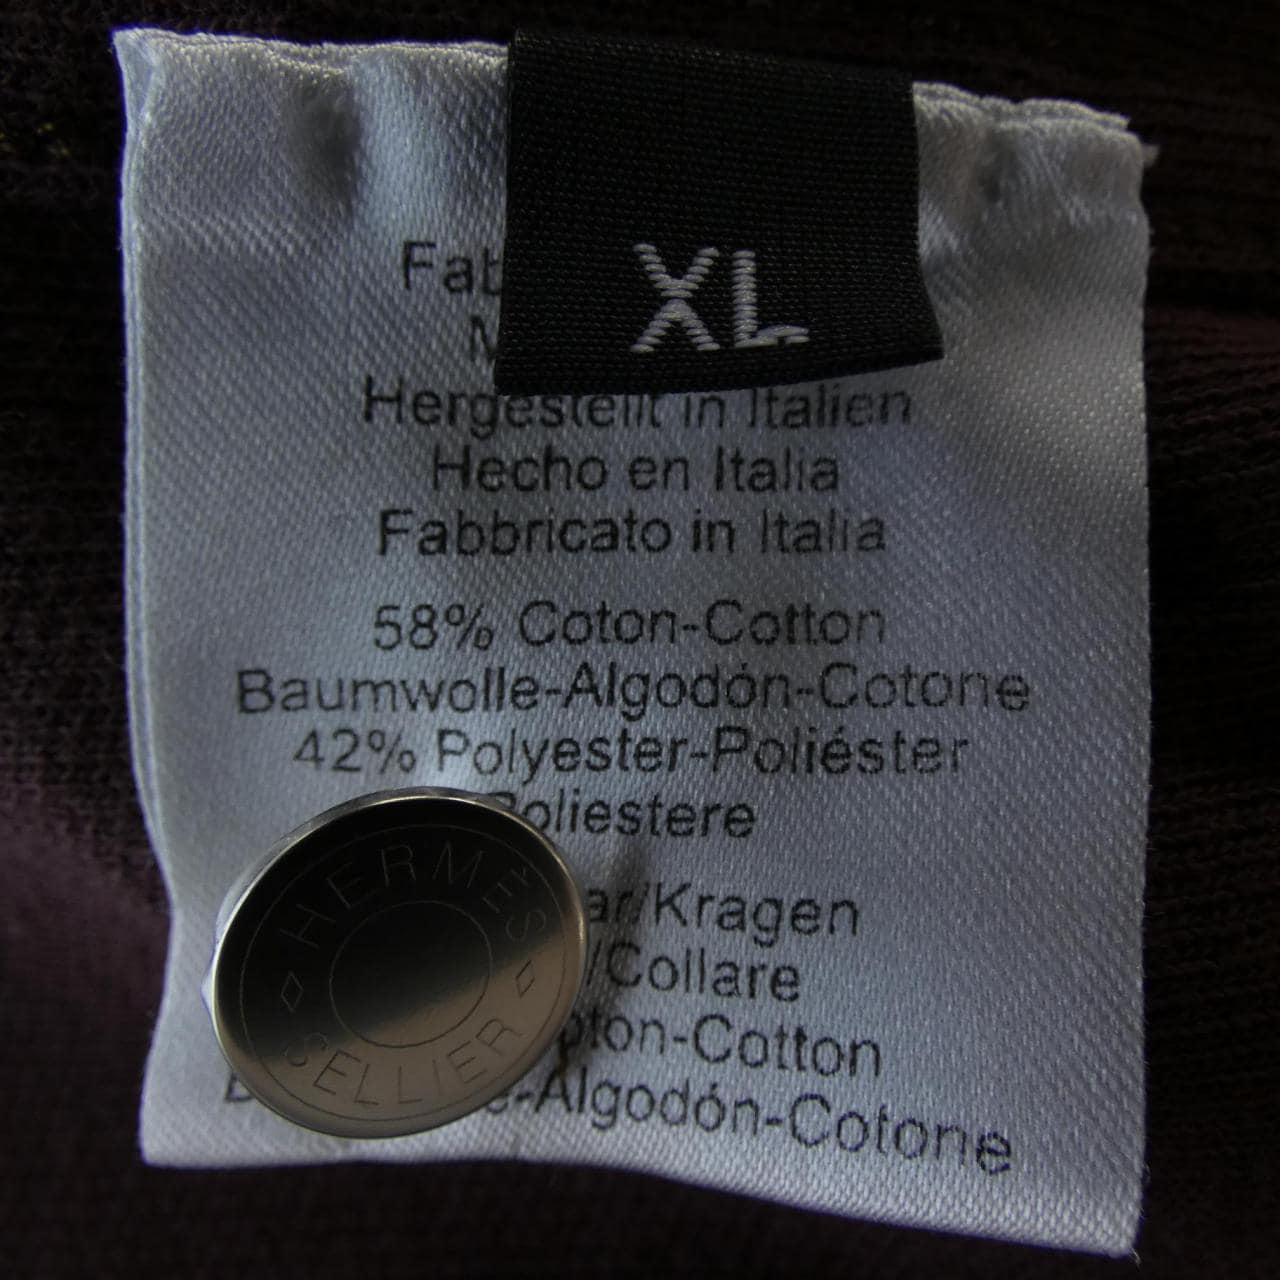 XL
Hergestellt in Italien
Hecho en Italia
Fabbricato in Italia
58% Coton-Cotton
Baumwolle-Algodón-Cotone
42% Polyester-Poliéster
Poliestere
/Kragen
/Collare
-Cotton
-Algodón-Cotone
HERMÈS
SELLIER